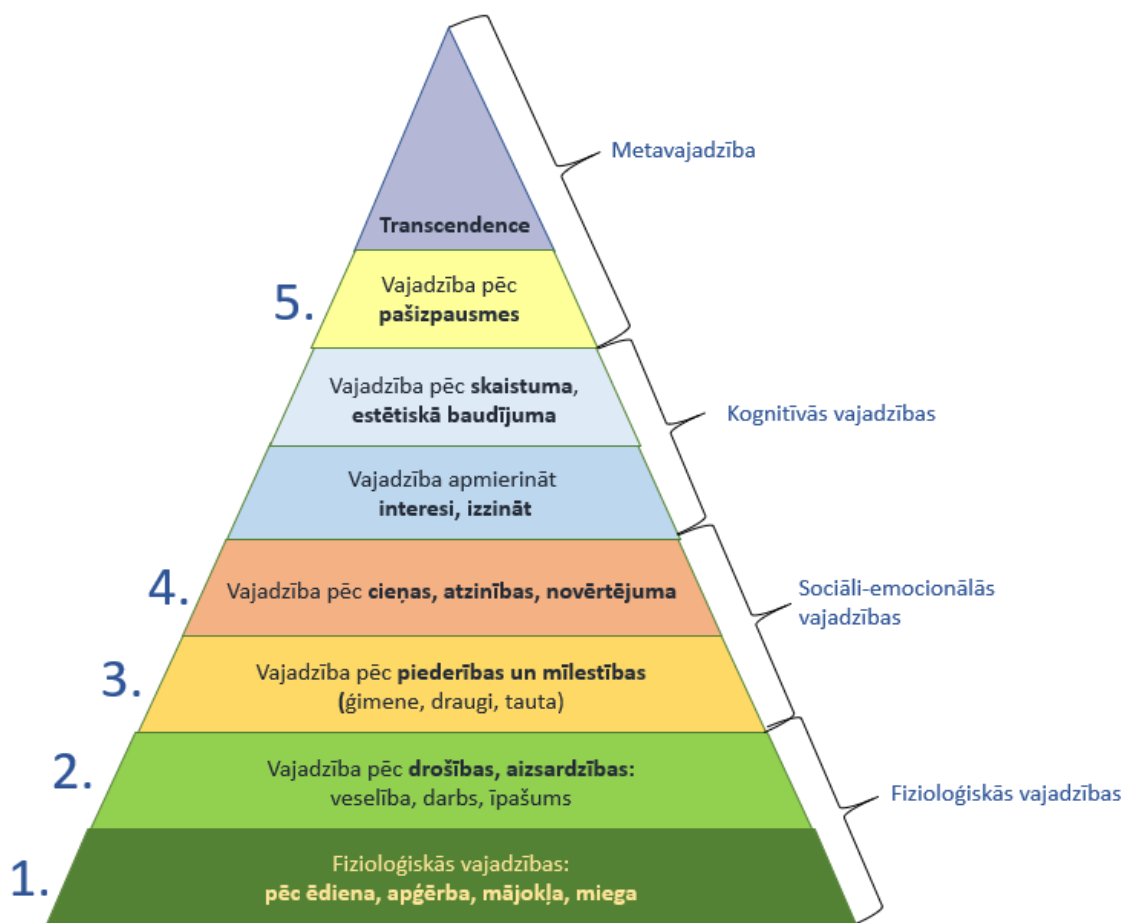 Metavajadzība
Transcendence
5.
Vajadzība pēc
pašizpausmes
Vajadzība pēc skaistuma,
estētiskā baudījuma
Kognitīvās vajadzības
Vajadzība apmierināt
interesi, izzināt
4.
Vajadzība pēc cieņas, atzinības, novērtējuma
Sociāli-emocionālās
vajadzības
3.
Vajadzība pēc piederības un mīlestības
(ģimene, draugi, tauta)
2.
Vajadzība pēc drošības, aizsardzības:
veselība, darbs, īpašums
Fizioloģiskās vajadzības
1.
Fizioloģiskās vajadzības:
pēc ēdiena, apģērba, mājokļa, miega